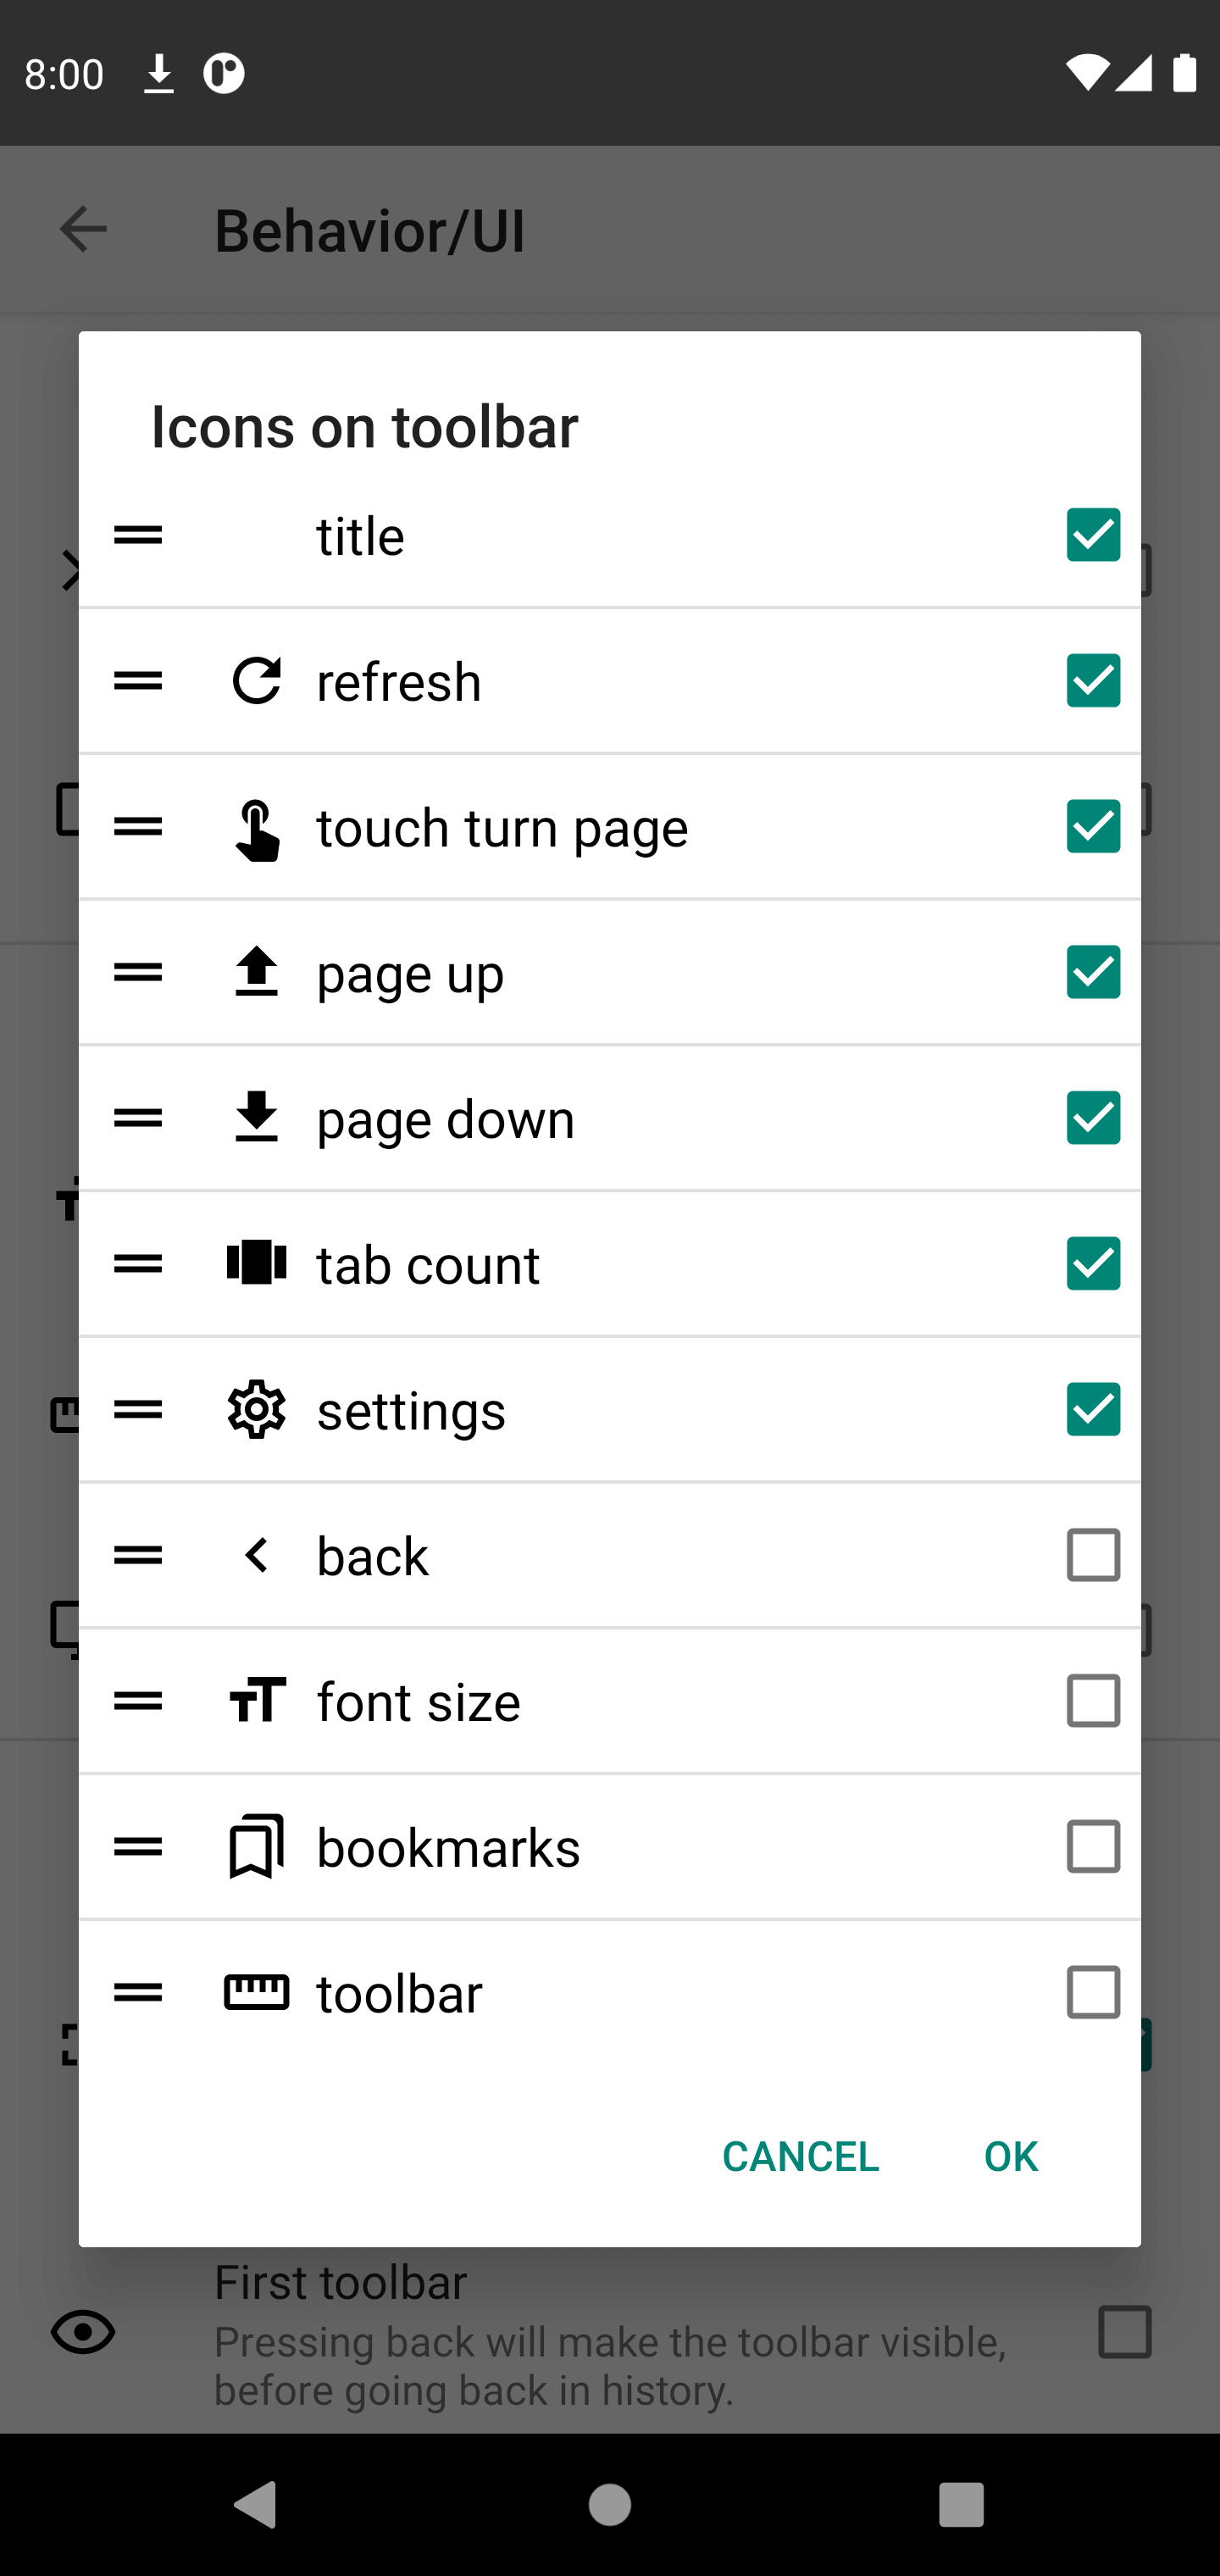 8:00
Behavior/UI
Icons on toolbar
title
refresh
touch turn page
page up
page down
tab count
settings
back
font size
bookmarks
toolbar
CANCEL OK
First toolbar
Pressing back will make the toolbar visible,
before going back in history.